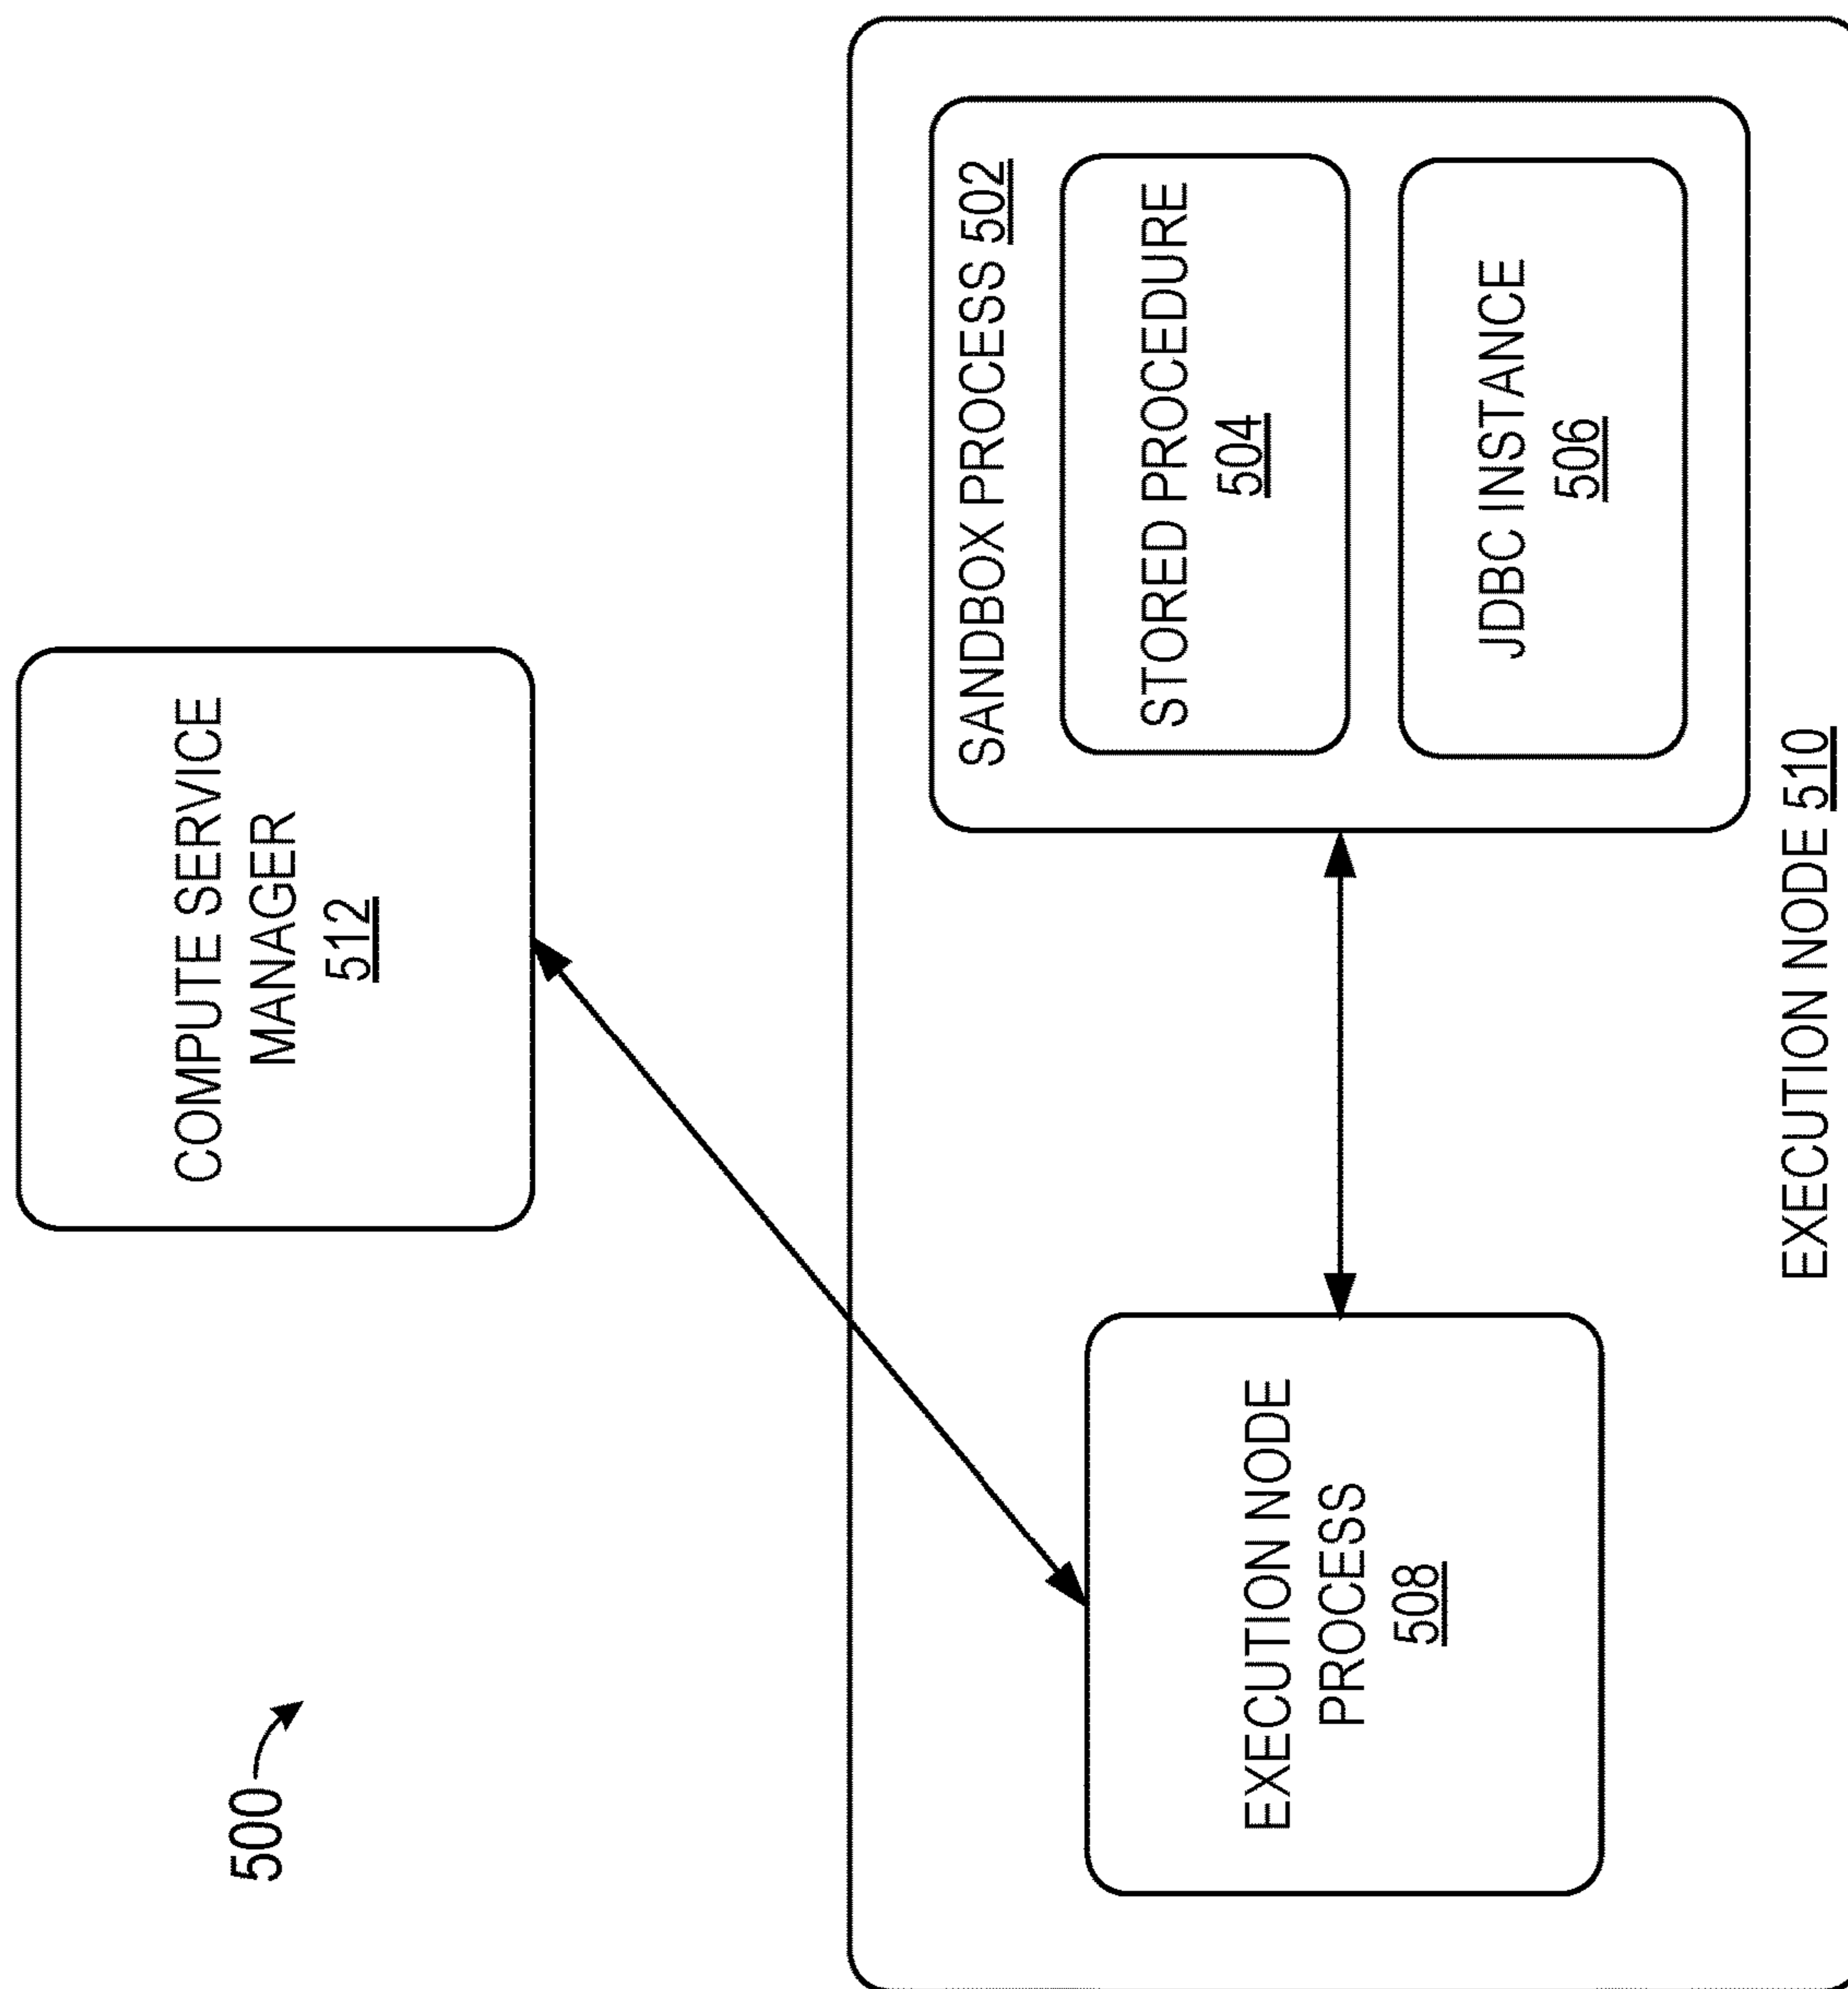 500
COMPUTE SERVICE
MANAGER
512
EXECUTION NODE
PROCESS
508
SANDBOX PROCESS 502
STORED PROCEDURE
504
JDBC INSTANCE
506
EXECUTION NODE 510